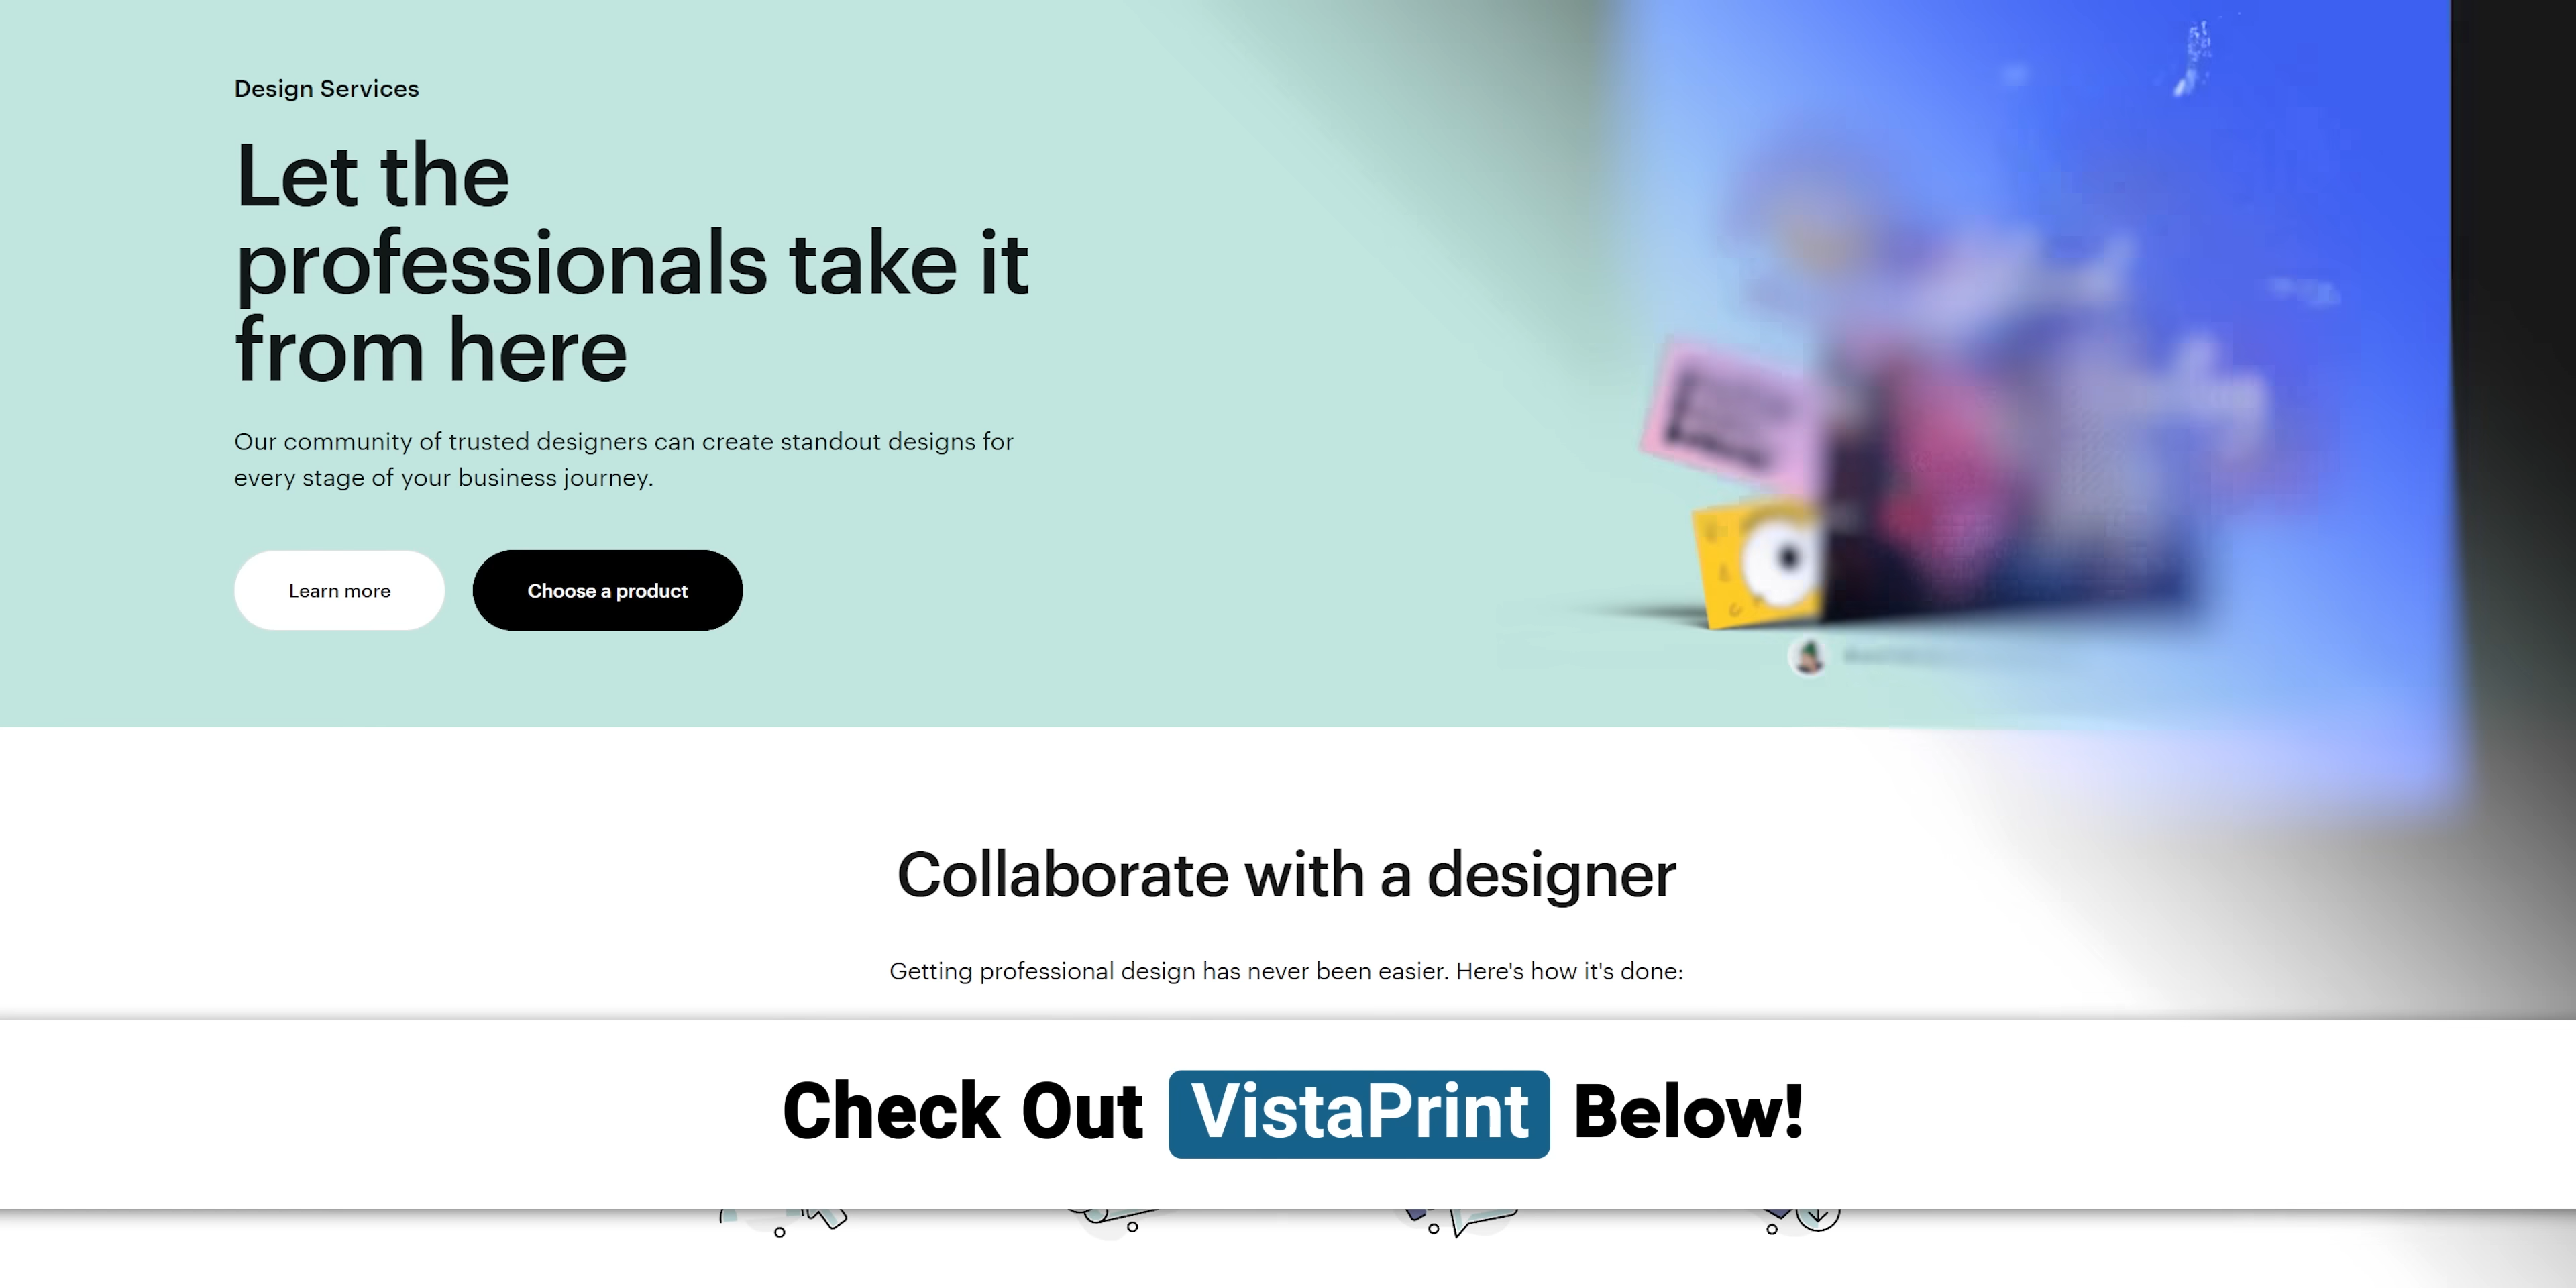 Design Services
Let the
professionals take it
from here
Our community of trusted designers can create standout designs for
every stage of your business journey.
Learn more
Choose a product
Collaborate with a designer
Getting professional design has never been easier. Here's how it's done:
Check Out VistaPrint Below!